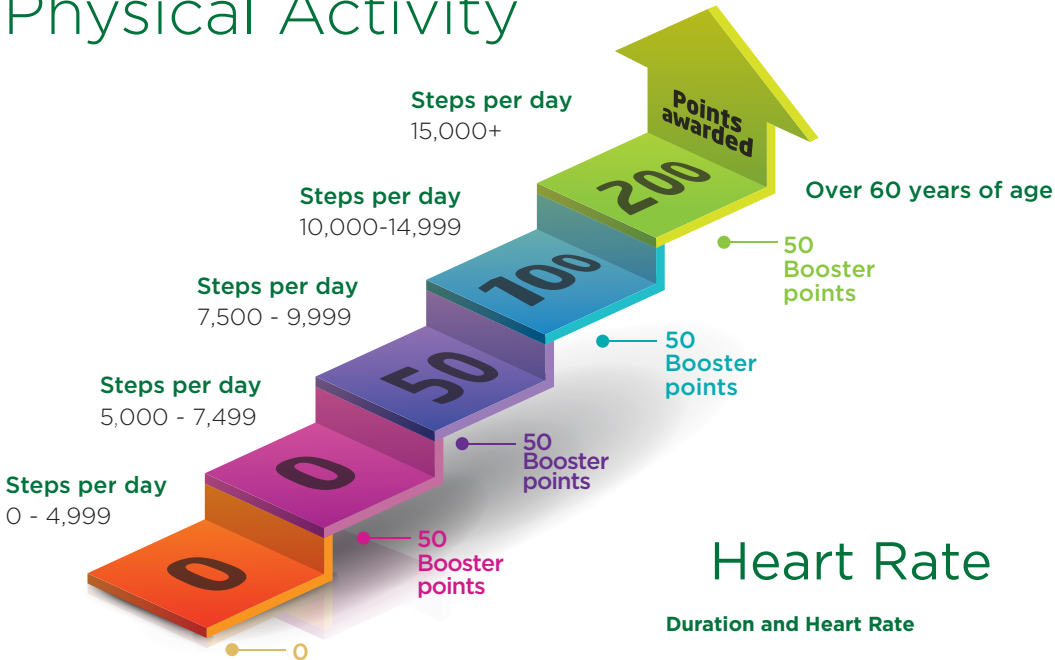 Physical Activity
Points
awarded
Steps per day
15,000+
200
Over 60 years of age
50
Booster
points
Steps per day
10,000-14,999
100
50
Booster
points
Steps per day
7,500 - 9,999
50
50
Booster
points
Steps per day
5,000 - 7,499
0
50
Booster
points
Steps per day
0 - 4,999
0
0
Heart Rate
Duration and Heart Rate